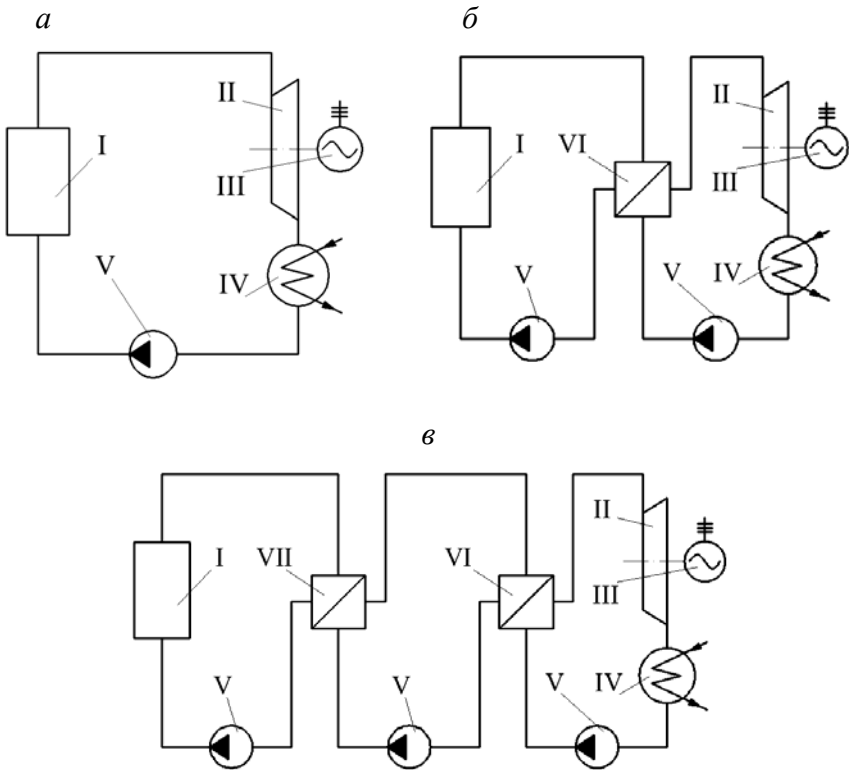 а б
II II
I I VI
III III
V V V
IV IV
в
II
I VII VI
III
V V V IV